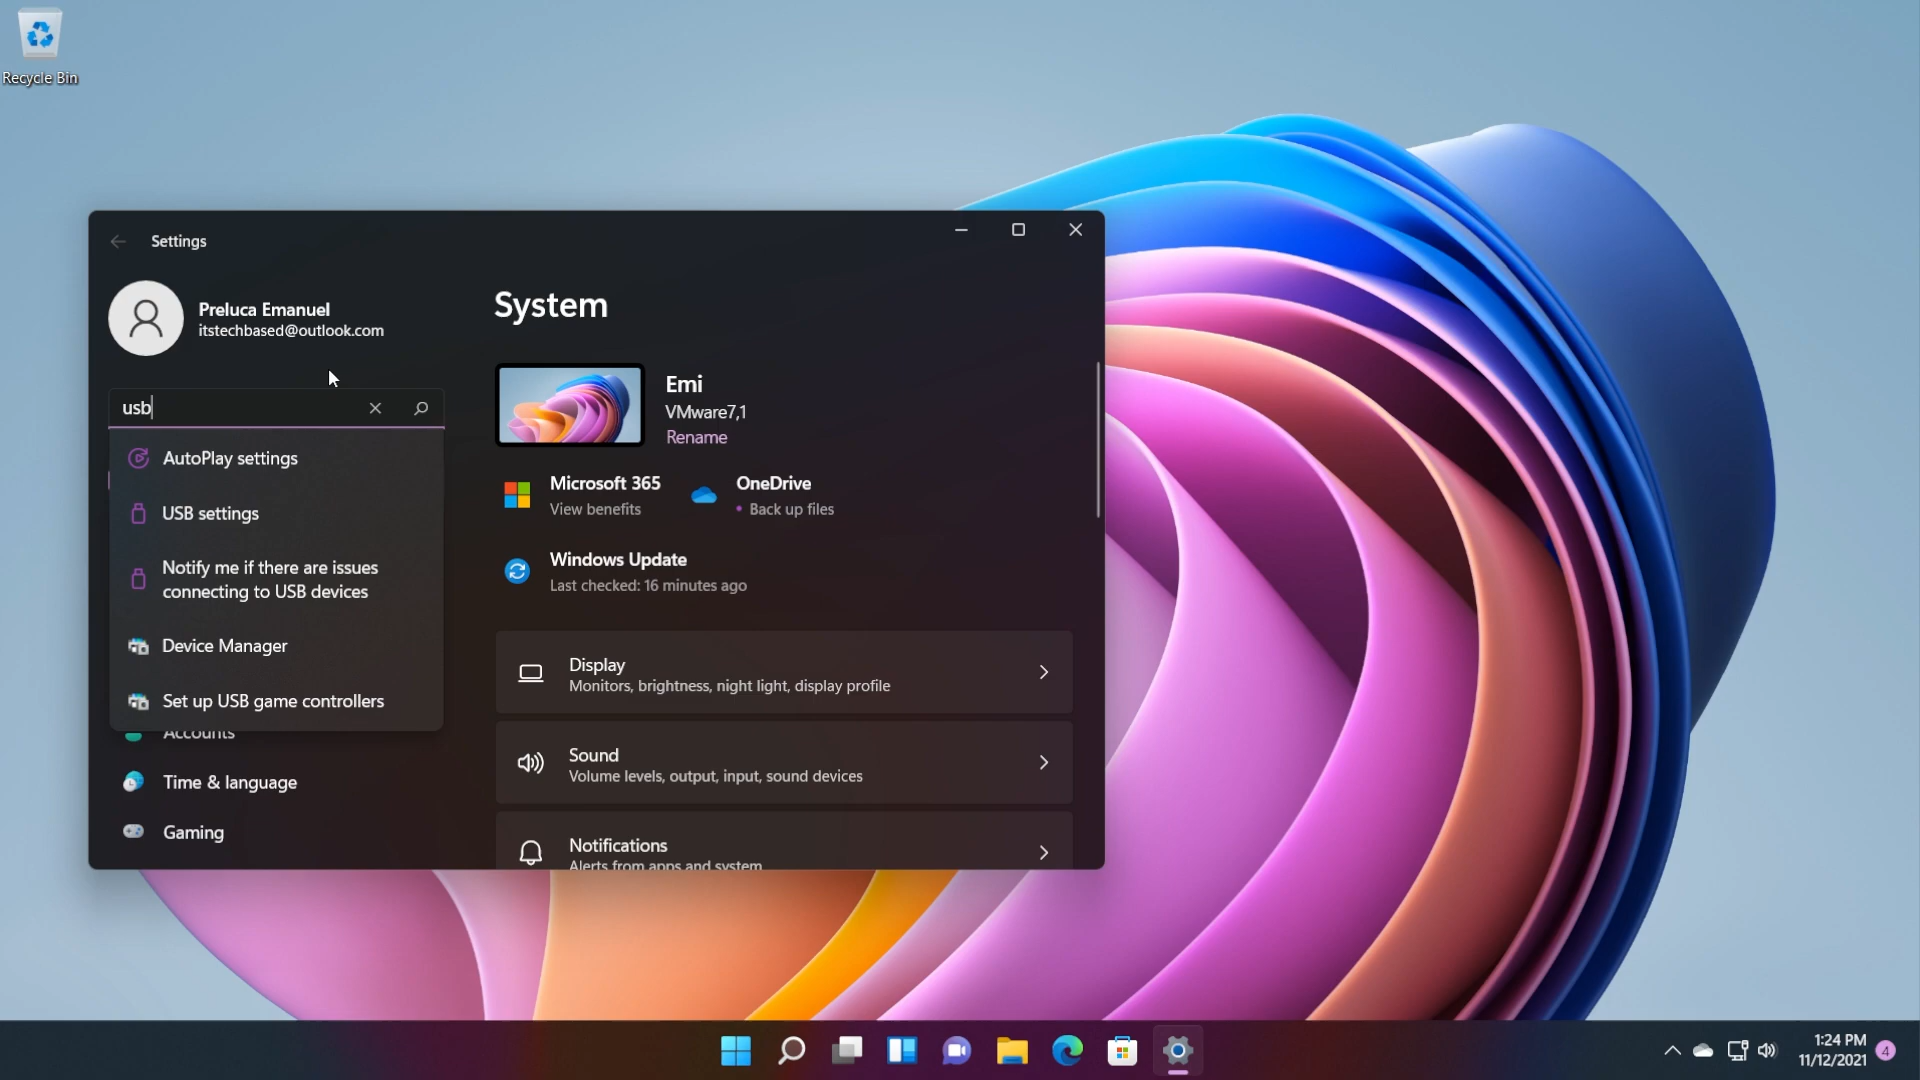 Recycle Bin
Settings
Preluca Emanuel
itstechbased@outlook.com
usb
AutoPlay settings
USB settings
Notify me if there are issues
connecting to USB devices
Device Manager
Set up USB game controllers
Accounts
Time & language
Gaming
System
Emi
VMware7,1
Rename
Microsoft 365
View benefits
OneDrive
• Back up files
Windows Update
Last checked: 16 minutes ago
Display
Monitors, brightness, night light, display profile
Sound
Volume levels, output, input, sound devices
Notifications
Alerts from apps and system
1:24 PM
11/12/2021
4